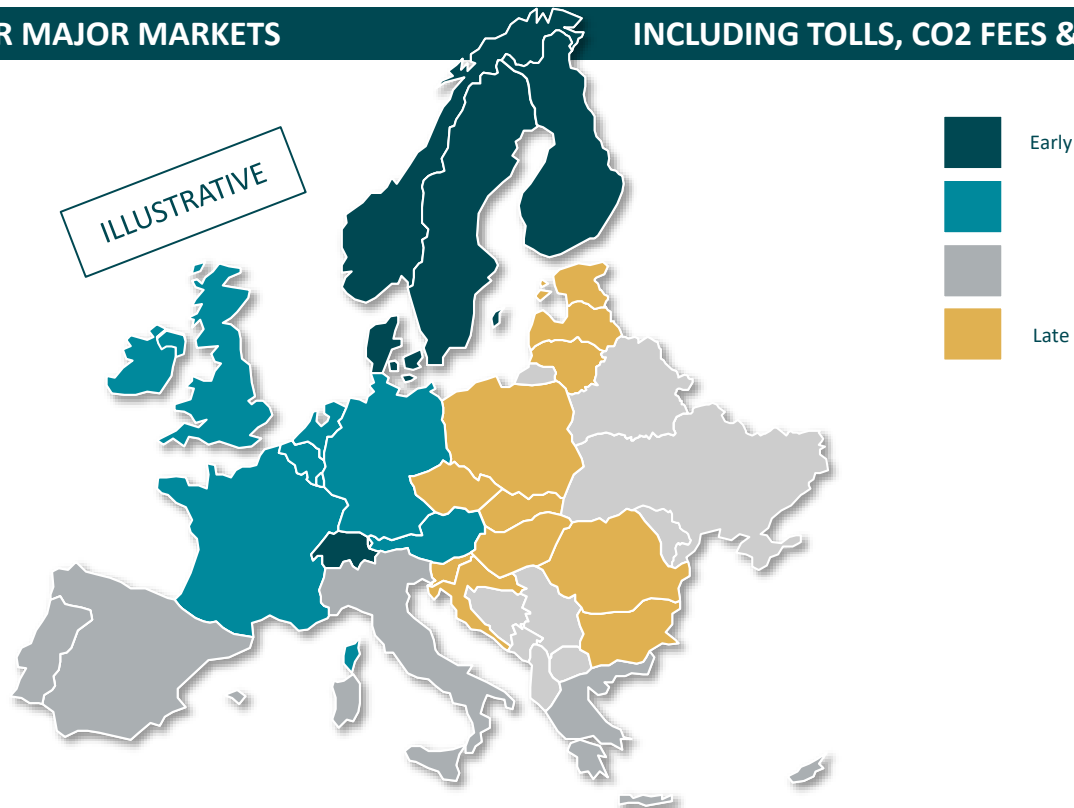 R MAJOR MARKETS
INCLUDING TOLLS, CO2 FEES &
ILLUSTRATIVE
Early
Late